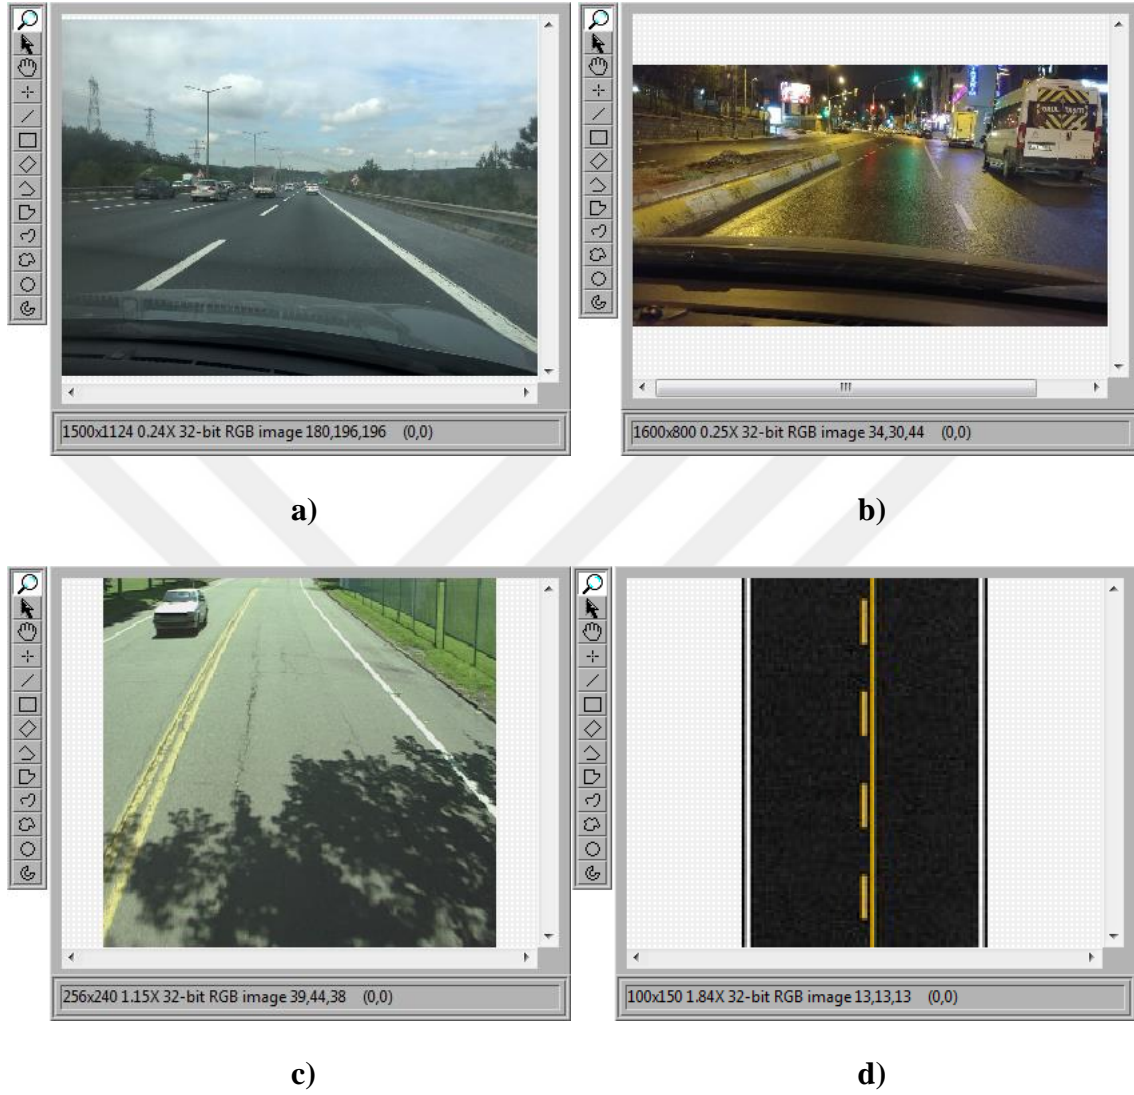 OKUL TAŞITI
1500x1124 0.24X 32-bit RGB image 180,196,196    (0,0)
1600x800 0.25X 32-bit RGB image 34,30,44    (0,0)
a)
b)
256x240 1.15X 32-bit RGB image 39,44,38    (0,0)
100x150 1.84X 32-bit RGB image 13,13,13    (0,0)
c)
d)